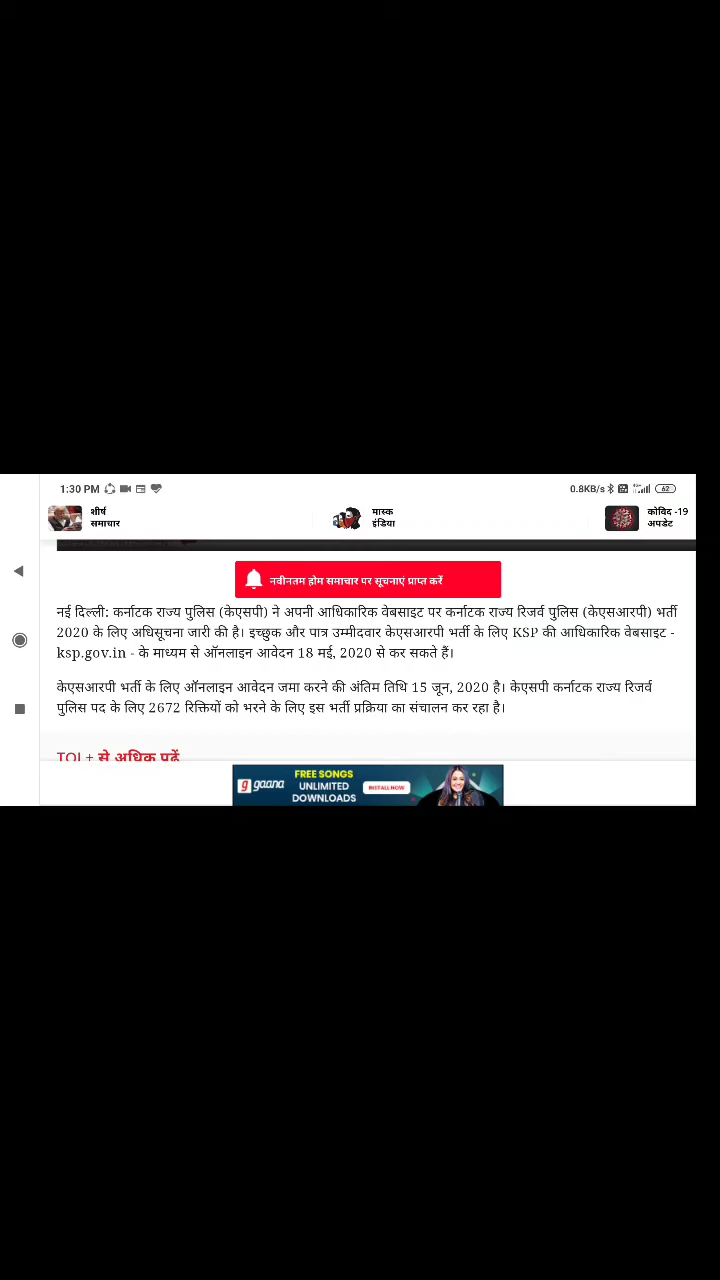 1:30 PM
0.8KB/s
4G+
62
शीर्ष
समाचार
मास्क
इंडिया
कोविद -19
अपडेट
नवीनतम होम समाचार पर सूचनाएं प्राप्त करें
नई दिल्ली: कर्नाटक राज्य पुलिस (केएसपी) ने अपनी आधिकारिक वेबसाइट पर कर्नाटक राज्य रिजर्व पुलिस (केएसआरपी) भर्ती
2020 के लिए अधिसूचना जारी की है। इच्छुक और पात्र उम्मीदवार केएसआरपी भर्ती के लिए KSP की आधिकारिक वेबसाइट -
ksp.gov.in - के माध्यम से ऑनलाइन आवेदन 18 मई, 2020 से कर सकते हैं।
केएसआरपी भर्ती के लिए ऑनलाइन आवेदन जमा करने की अंतिम तिथि 15 जून, 2020 है। केएसपी कर्नाटक राज्य रिजर्व
पुलिस पद के लिए 2672 रिक्तियों को भरने के लिए इस भर्ती प्रक्रिया का संचालन कर रहा है।
TOI + से अधिक पढ़ें
g gaana
FREE SONGS
UNLIMITED
DOWNLOADS
INSTALL NOW